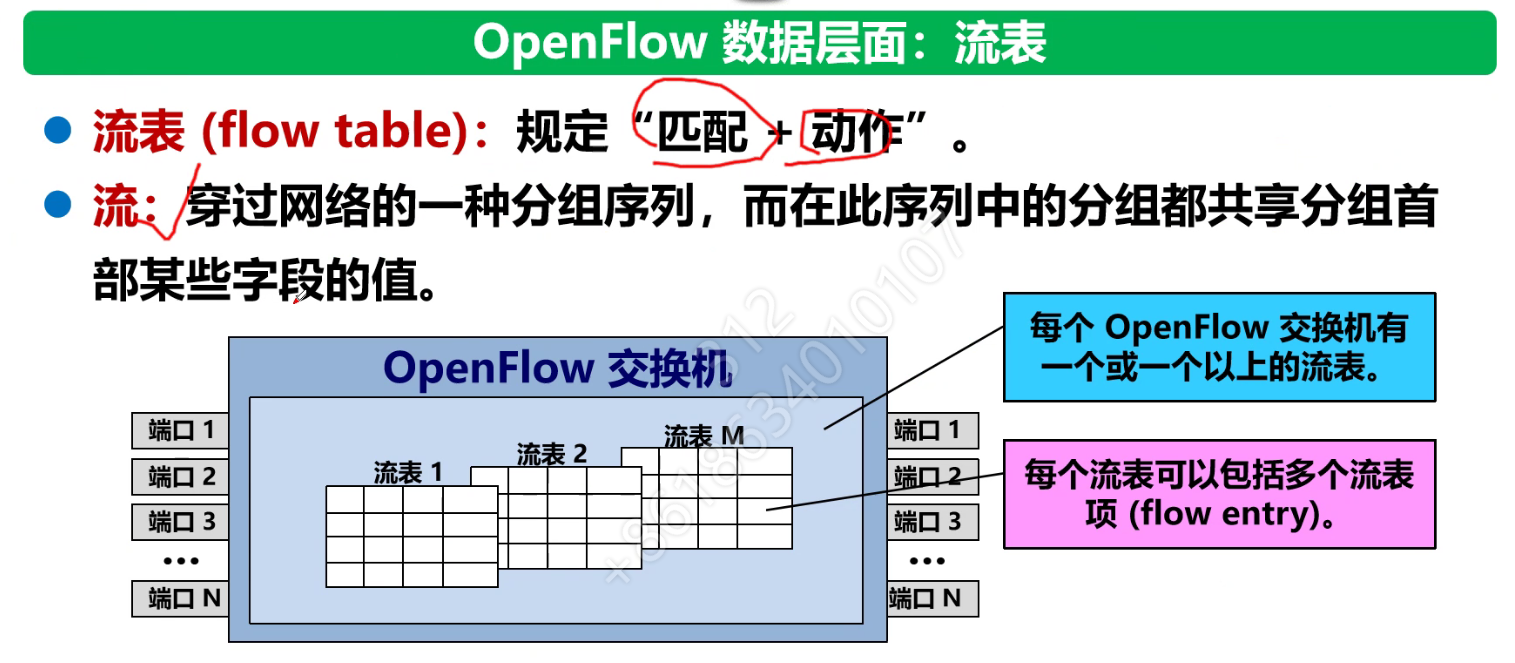 OpenFlow 数据层面：流表
● 流表 (flow table)：规定 “匹配 + 动作” 。
● 流：穿过网络的一种分组序列，而在此序列中的分组都共享分组首
部某些字段的值。
每个 OpenFlow 交换机有
一个或一个以上的流表。
OpenFlow 交换机
端口 1
端口 2
端口 3
•••
端口 N
流表 1
流表 2
流表 M
端口 1
端口 2
端口 3
•••
端口 N
每个流表可以包括多个流表
项 (flow entry)。